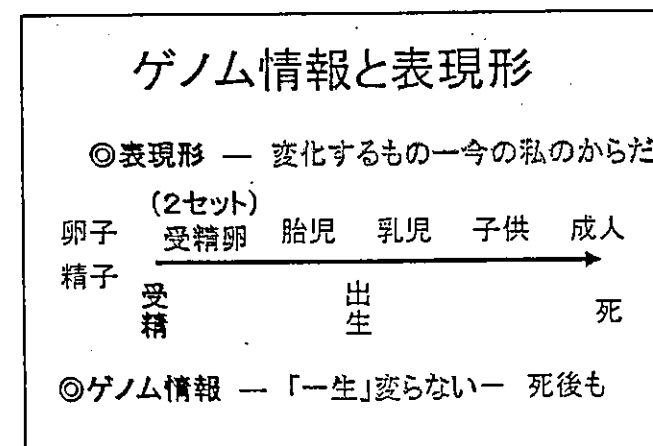 ゲノム情報と表現形
◎表現形 ― 変化するものー今の私のからだ
(2セット)
卵子 受精卵 胎児 乳児 子供 成人
精子
受精 出生 死
◎ゲノム情報 ― 「一生」変らないー 死後も